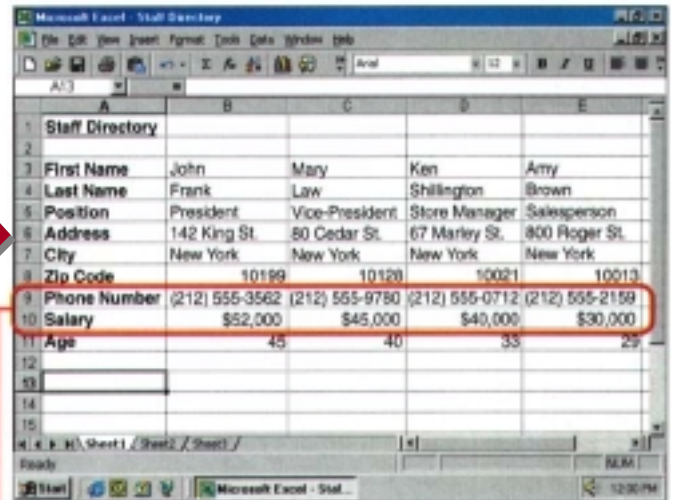 Microsoft Excel - Staff Directory
File Edit View Insert Format Tools Data Window Help
Arial 12 B I U
A13 =
A B C D E
1 Staff Directory
2
3 First Name John Mary Ken Amy
4 Last Name Frank Law Shillington Brown
5 Position President Vice-President Store Manager Salesperson
6 Address 142 King St. 80 Cedar St. 67 Marley St. 800 Roger St.
7 City New York New York New York New York
8 Zip Code 10199 10128 10021 10013
9 Phone Number (212) 555-3562 (212) 555-9780 (212) 555-0712 (212) 555-2159
10 Salary $52,000 $45,000 $40,000 $30,000
11 Age 45 40 33 29
12
13
14
15
Sheet1 / Sheet2 / Sheet3 /
Ready NUM
Start Microsoft Excel - Staf... 12:00 PM